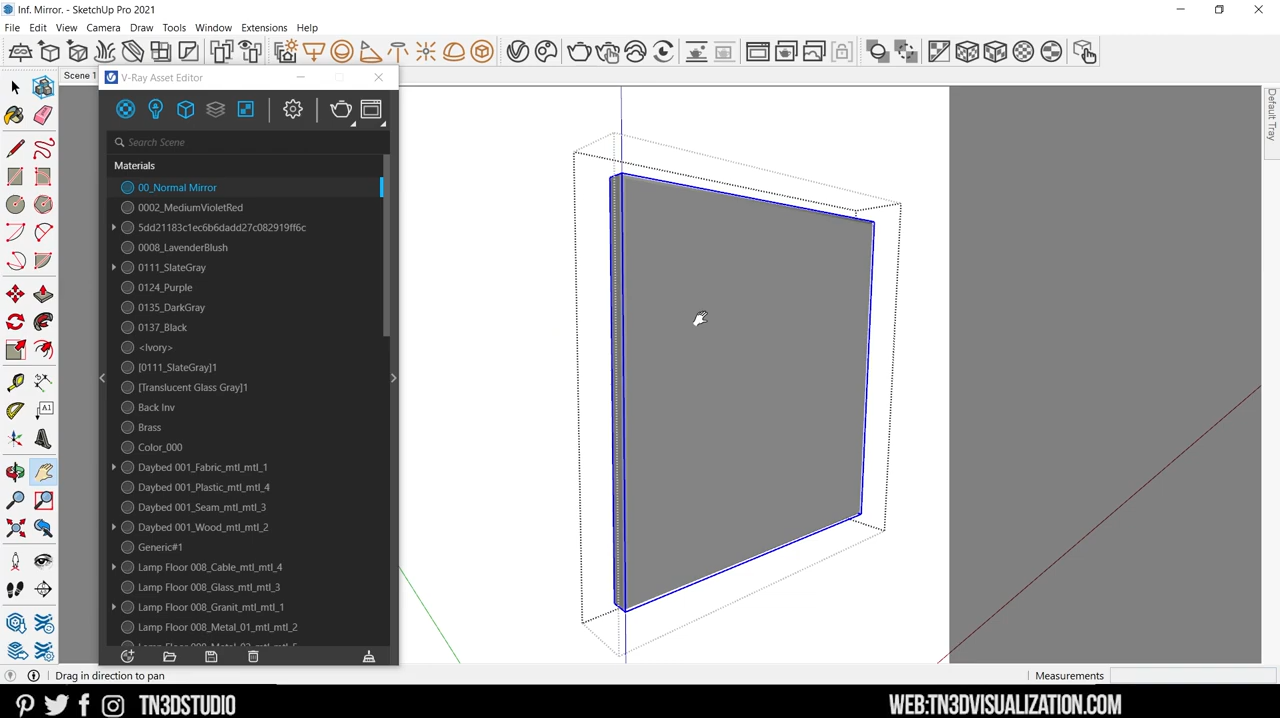 Inf. Mirror. - SketchUp Pro 2021
File Edit View Camera Draw Tools Window Extensions Help
Scene 1
V-Ray Asset Editor
Search Scene
Materials
00_Normal Mirror
0002_MediumVioletRed
5dd21183c1ec6b6dadd27c082919ff6c
0008_LavenderBlush
0111_SlateGray
0124_Purple
0135_DarkGray
0137_Black
<Ivory>
[0111_SlateGray]1
[Translucent Glass Gray]1
Back Inv
Brass
Color_000
Daybed 001_Fabric_mtl_mtl_1
Daybed 001_Plastic_mtl_mtl_4
Daybed 001_Seam_mtl_mtl_3
Daybed 001_Wood_mtl_mtl_2
Generic#1
Lamp Floor 008_Cable_mtl_mtl_4
Lamp Floor 008_Glass_mtl_mtl_3
Lamp Floor 008_Granit_mtl_mtl_1
Lamp Floor 008_Metal_01_mtl_mtl_2
Default Tray
A1
Drag in direction to pan
Measurements
TN3DSTUDIO
WEB:TN3DVISUALIZATION.COM